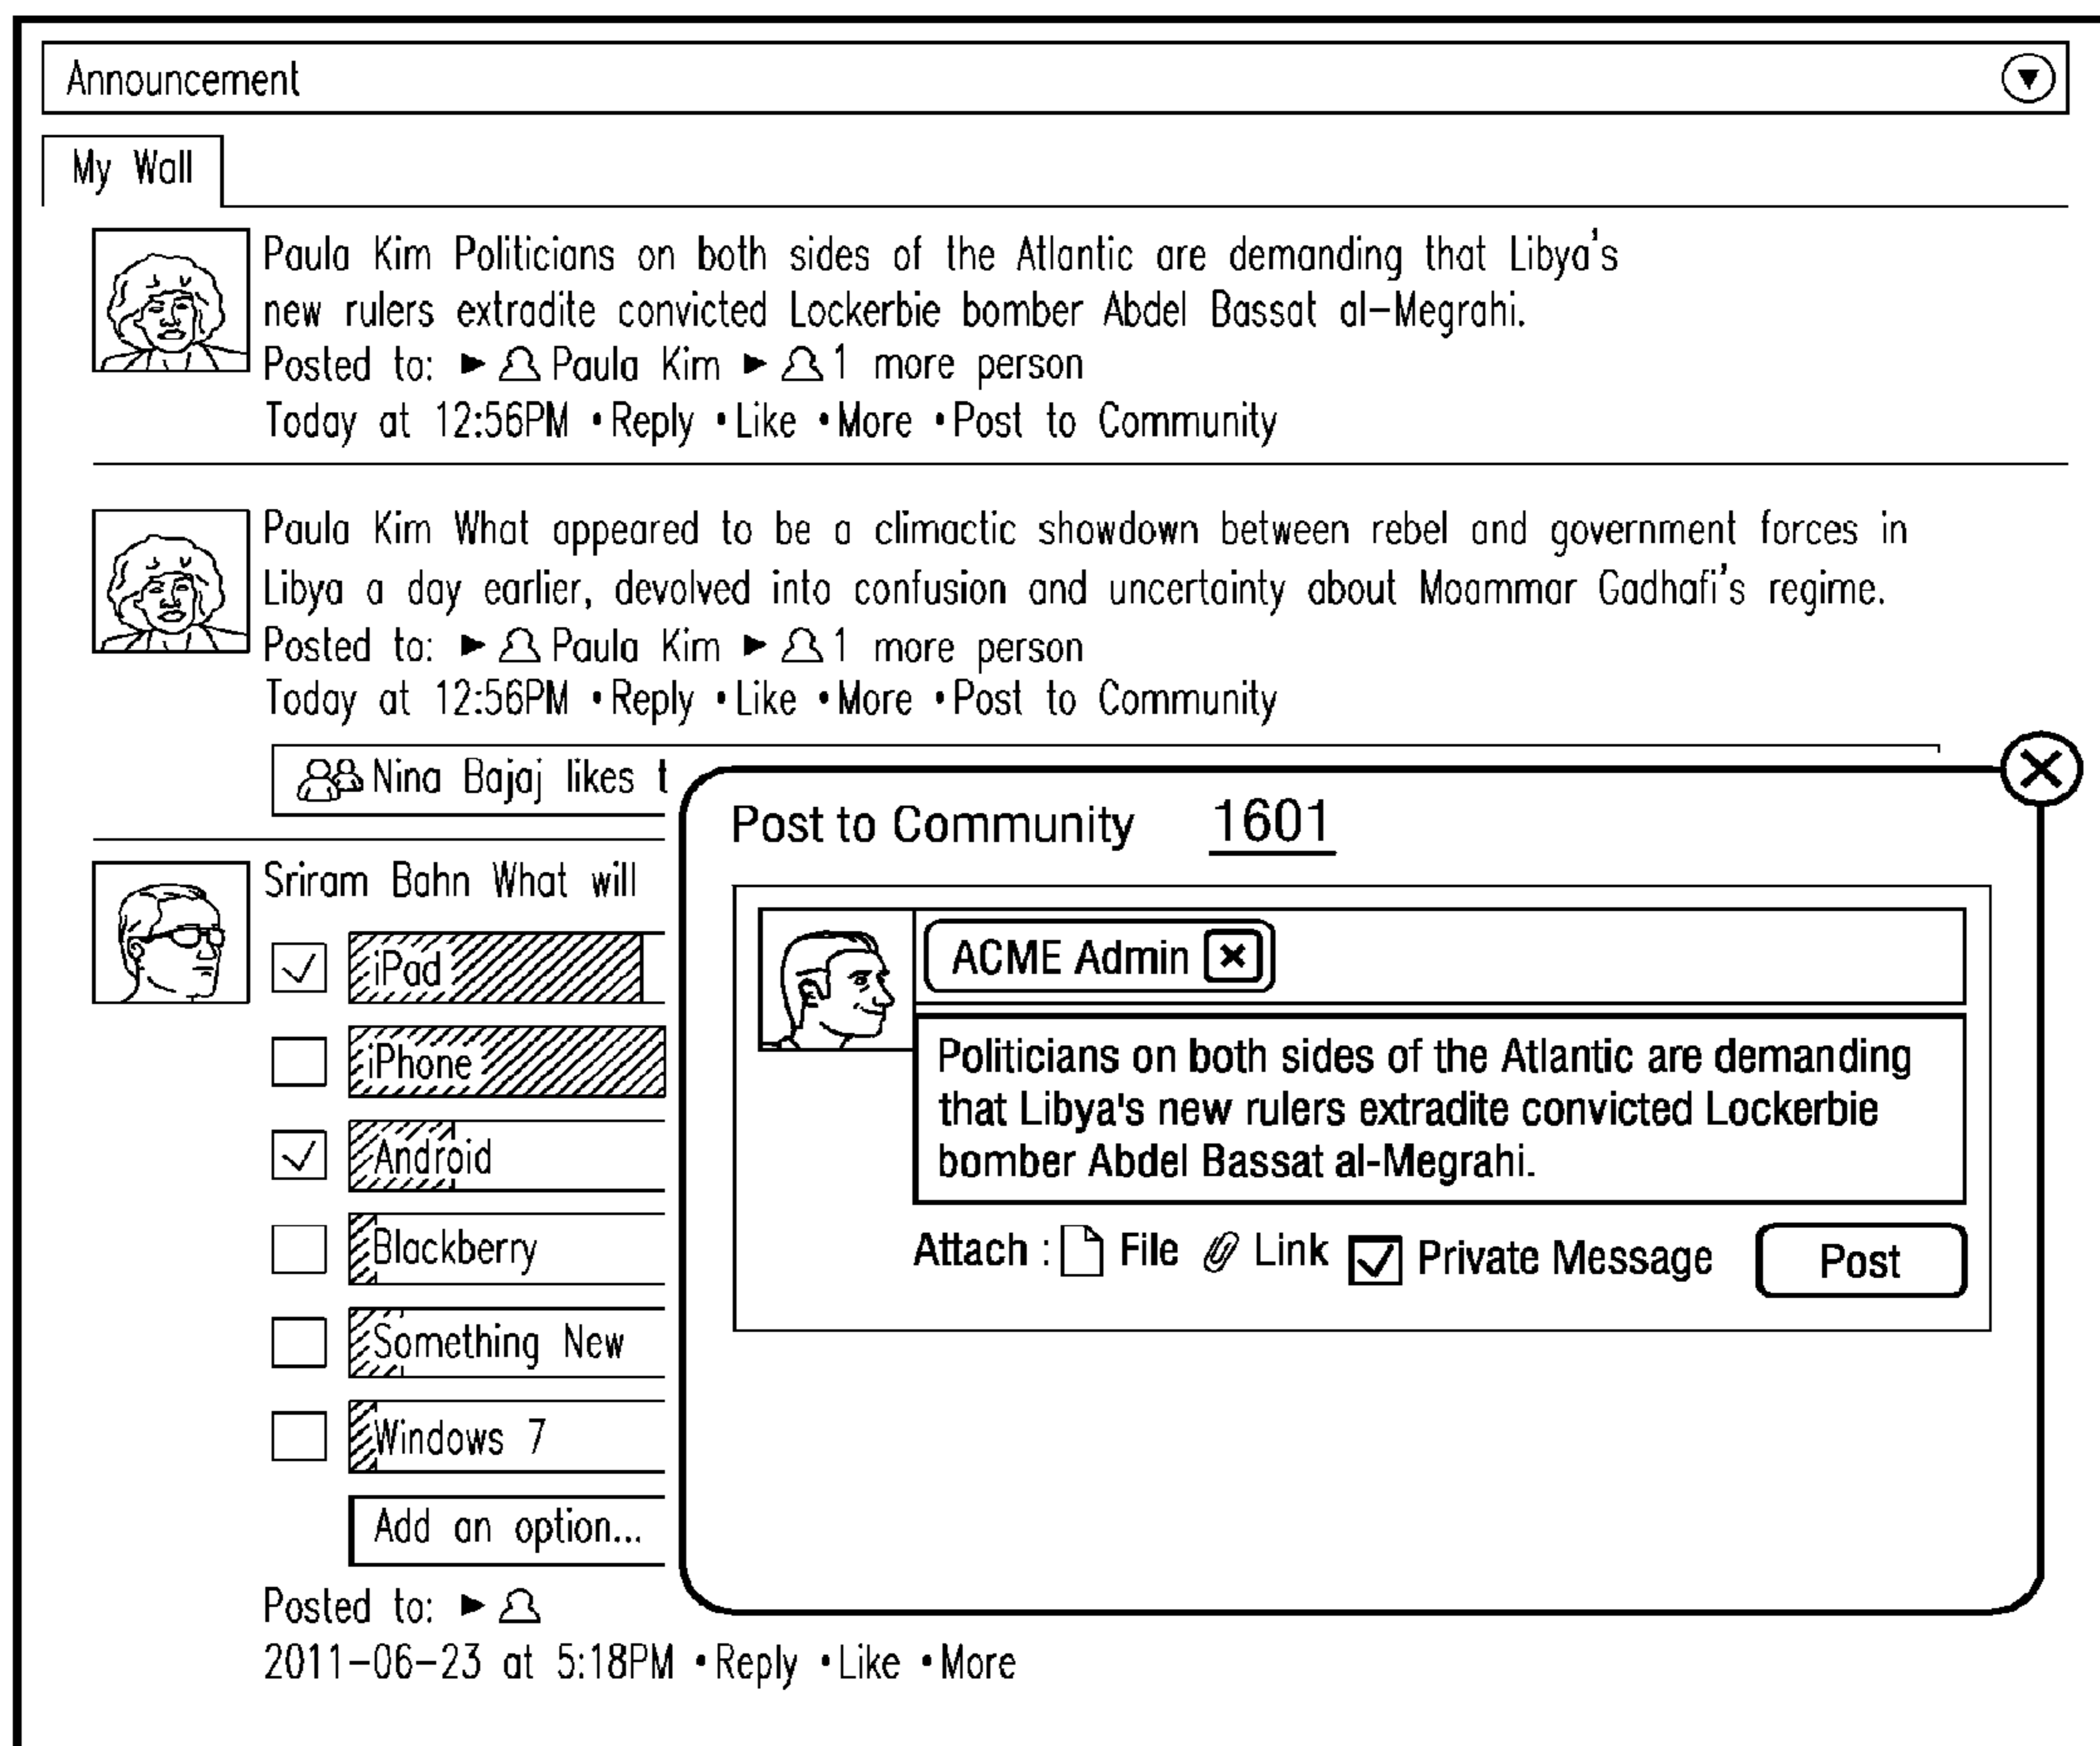 Announcement
My Wall
Paula Kim Politicians on both sides of the Atlantic are demanding that Libya's
new rulers extradite convicted Lockerbie bomber Abdel Bassat al-Megrahi.
Posted to: Paula Kim 1 more person
Today at 12:56PM •Reply •Like •More •Post to Community
Paula Kim What appeared to be a climactic showdown between rebel and government forces in
Libya a day earlier, devolved into confusion and uncertainty about Moammar Gadhafi's regime.
Posted to: Paula Kim 1 more person
Today at 12:56PM •Reply •Like •More •Post to Community
Nina Bajaj likes t
Sriram Bahn What will
iPad
iPhone
Android
Blackberry
Something New
Windows 7
Add an option...
Posted to:
2011-06-23 at 5:18PM •Reply •Like •More
Post to Community 1601
ACME Admin
Politicians on both sides of the Atlantic are demanding
that Libya's new rulers extradite convicted Lockerbie
bomber Abdel Bassat al-Megrahi.
Attach : File Link Private Message Post